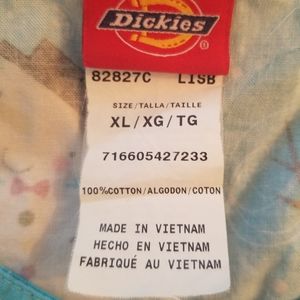 Dickies
®
82827C LISB
SIZE/TALLA/TAILLE
XL/XG/TG
716605427233
100%COTTON/ALGODON/COTON
MADE IN VIETNAM
HECHO EN VIETNAM
FABRIQUÉ AU VIETNAM